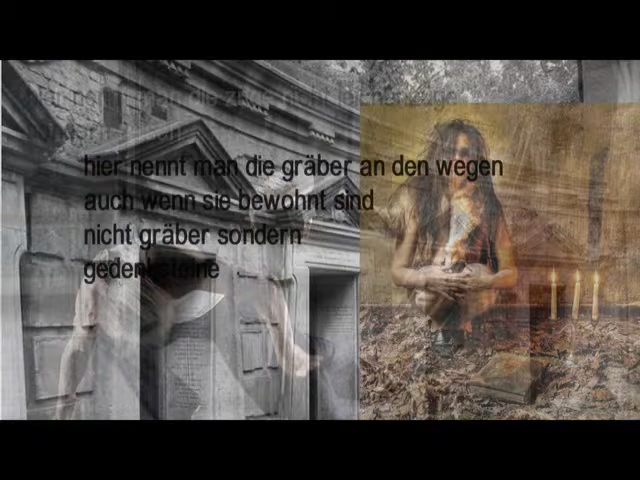 hier nennt man die gräber an den wegen
auch wenn sie bewohnt sind
nicht gräber sondern
gedenksteine